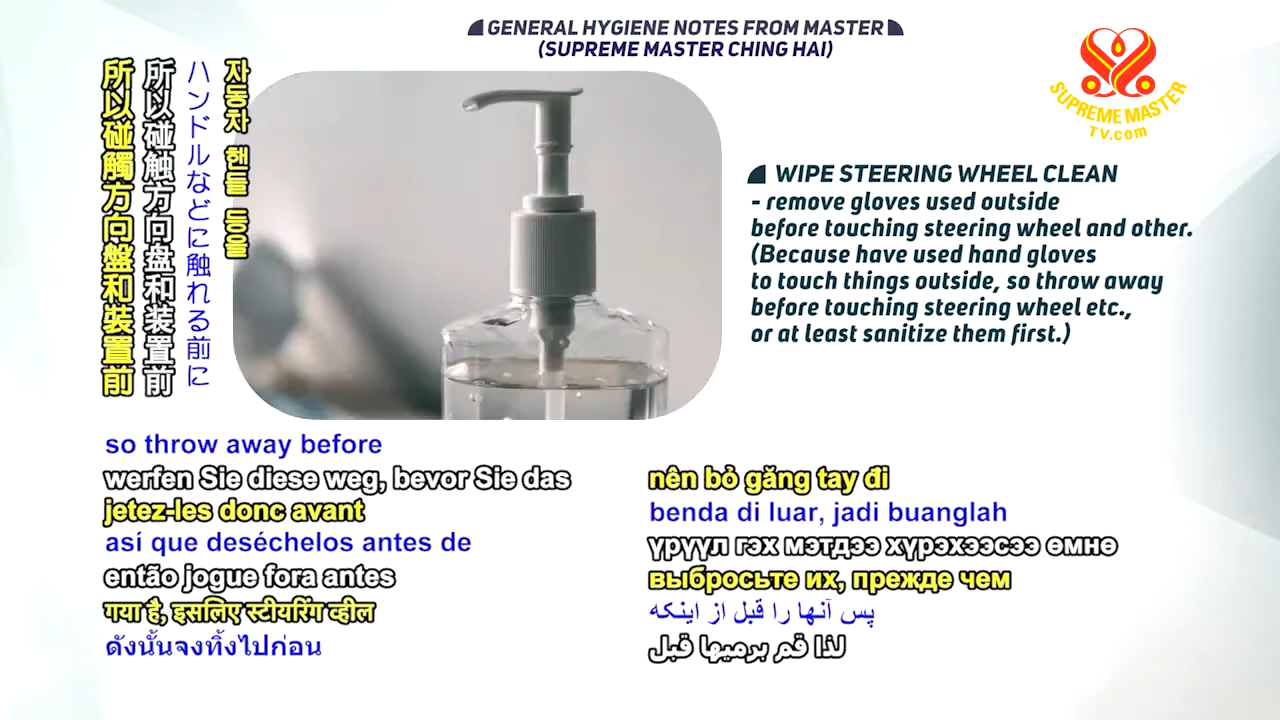 GENERAL HYGIENE NOTES FROM MASTER
(SUPREME MASTER CHING HAI)
SUPREME MASTER
TV.com
所以碰觸方向盤和裝置前
所以碰触方向盘和装置前
ハンドルなどに触れる前に
자동차 핸들 등을
WIPE STEERING WHEEL CLEAN
- remove gloves used outside
before touching steering wheel and other.
(Because have used hand gloves
to touch things outside, so throw away
before touching steering wheel etc.,
or at least sanitize them first.)
so throw away before
werfen Sie diese weg, bevor Sie das
jetez-les donc avant
así que deséchelos antes de
então jogue fora antes
गया है, इसलिए स्टीयरिंग व्हील
ดังนั้นจงทิ้งไปก่อน
nên bỏ găng tay đi
benda di luar, jadi buanglah
үрүүл гэх мэтдээ хүрэхээсээ өмнө
выбросьте их, прежде чем
پس آنها را قبل از اینکه
لذا قم برميها قبل